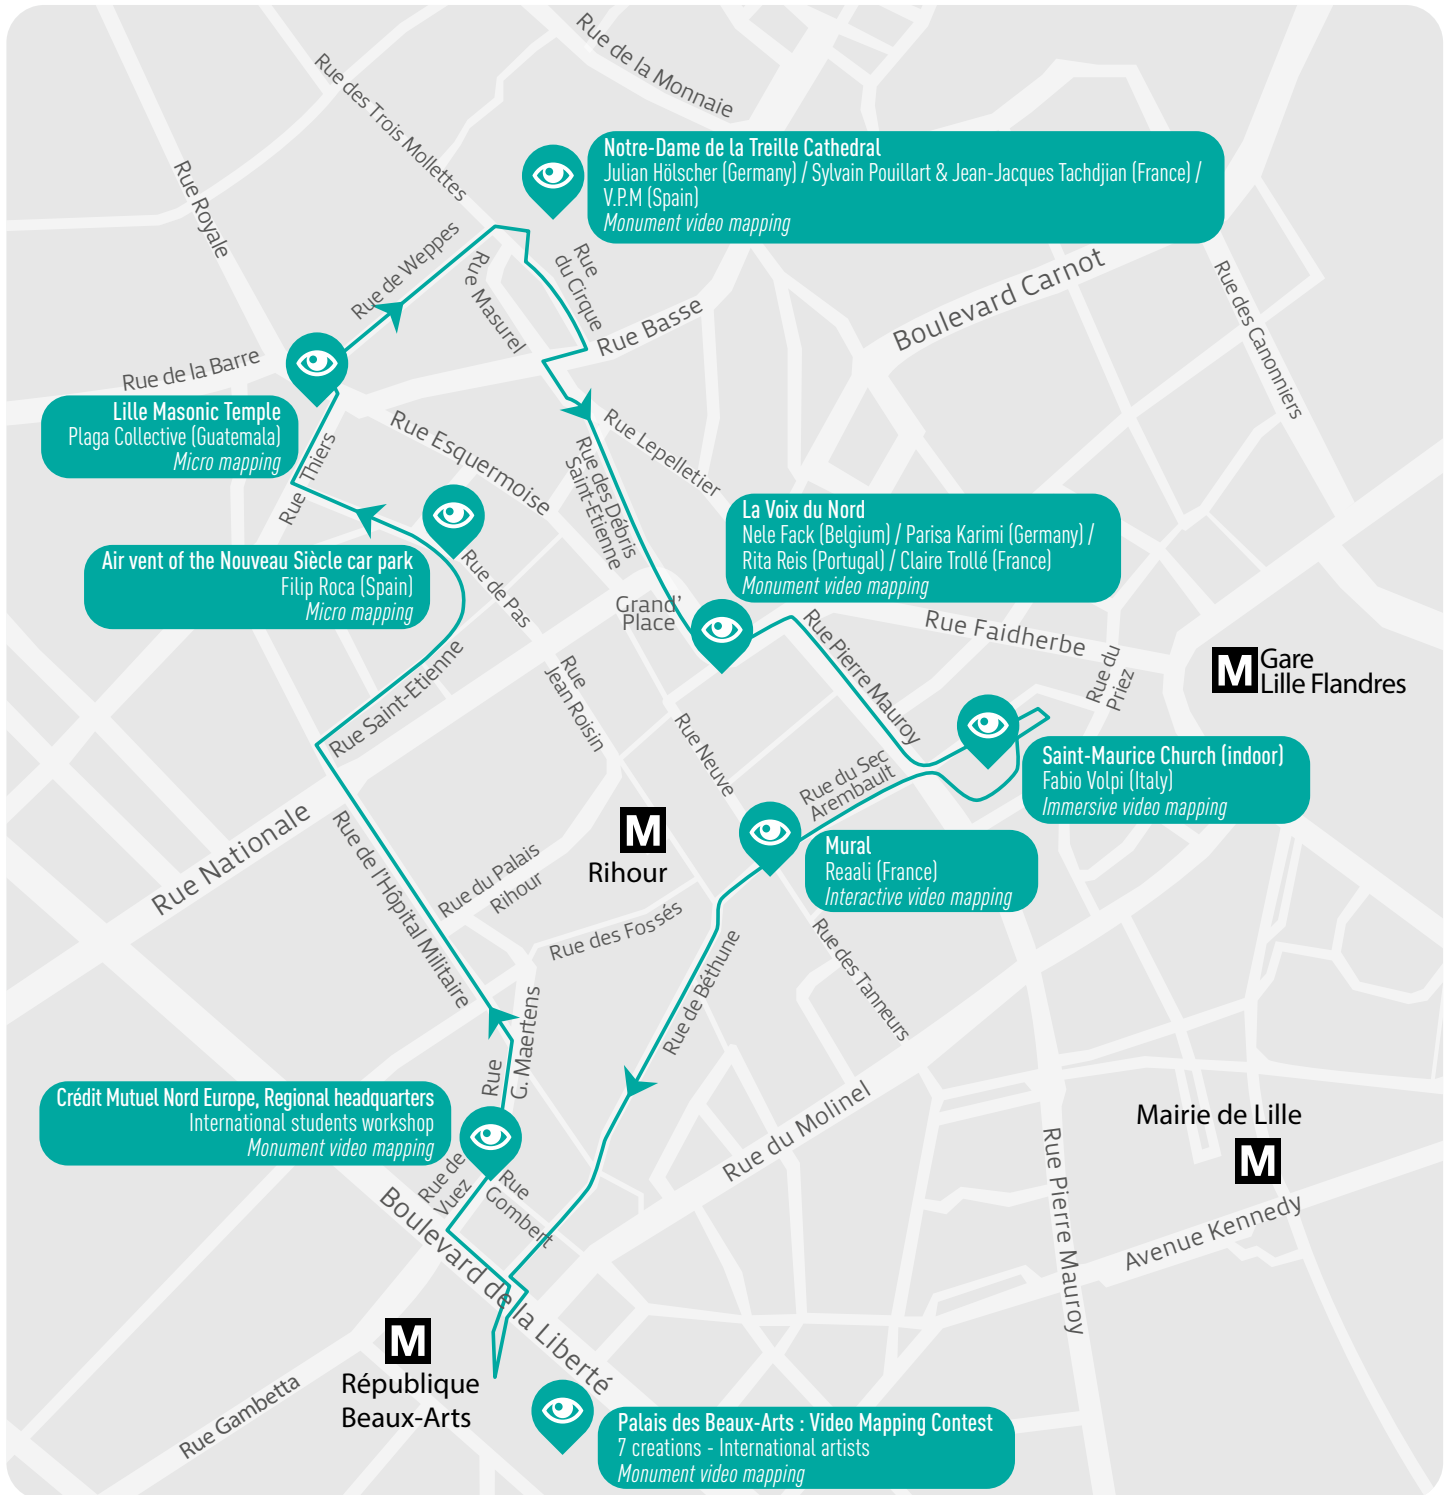 Rue de la Monnaie
Rue des Trois Mollettes
Rue Royale
Notre-Dame de la Treille Cathedral
Julian Hölscher (Germany) / Sylvain Pouillart & Jean-Jacques Tachdjian (France) /
V.P.M (Spain)
Monument video mapping
Rue de Weppes
Rue Masurel
Rue
du Cirque
Rue Basse
Boulevard Carnot
Rue des Canonniers
Rue de la Barre
Lille Masonic Temple
Plaga Collective (Guatemala)
Micro mapping
Rue Thiers
Rue Esquermoise
Rue Lepelletier
Rue des Débris
Saint-Etienne
La Voix du Nord
Nele Fack (Belgium) / Parisa Karimi (Germany) /
Rita Reis (Portugal) / Claire Trollé (France)
Monument video mapping
Air vent of the Nouveau Siècle car park
Filip Roca (Spain)
Micro mapping
Rue de Pas
Grand'
Place
Rue Pierre Mauroy
Rue Faidherbe
Rue du
Priez
M
Gare
Lille Flandres
Rue Saint-Etienne
Rue
Jean Roisin
Rue Neuve
Rue du Sec
Arembault
Saint-Maurice Church (indoor)
Fabio Volpi (Italy)
Immersive video mapping
M
Rihour
Mural
Reaali (France)
Interactive video mapping
Rue Nationale
Rue de l'Hôpital Militaire
Rue du Palais
Rihour
Rue des Fossés
Rue de Béthune
Rue des Tanneurs
Rue
G. Maertens
Crédit Mutuel Nord Europe, Regional headquarters
International students workshop
Monument video mapping
Rue du Molinel
Mairie de Lille
M
Rue Pierre Mauroy
Avenue Kennedy
Rue de
Vuez
Rue
Gombert
Boulevard de la Liberté
M
République
Beaux-Arts
Rue Gambetta
Palais des Beaux-Arts : Video Mapping Contest
7 creations - International artists
Monument video mapping